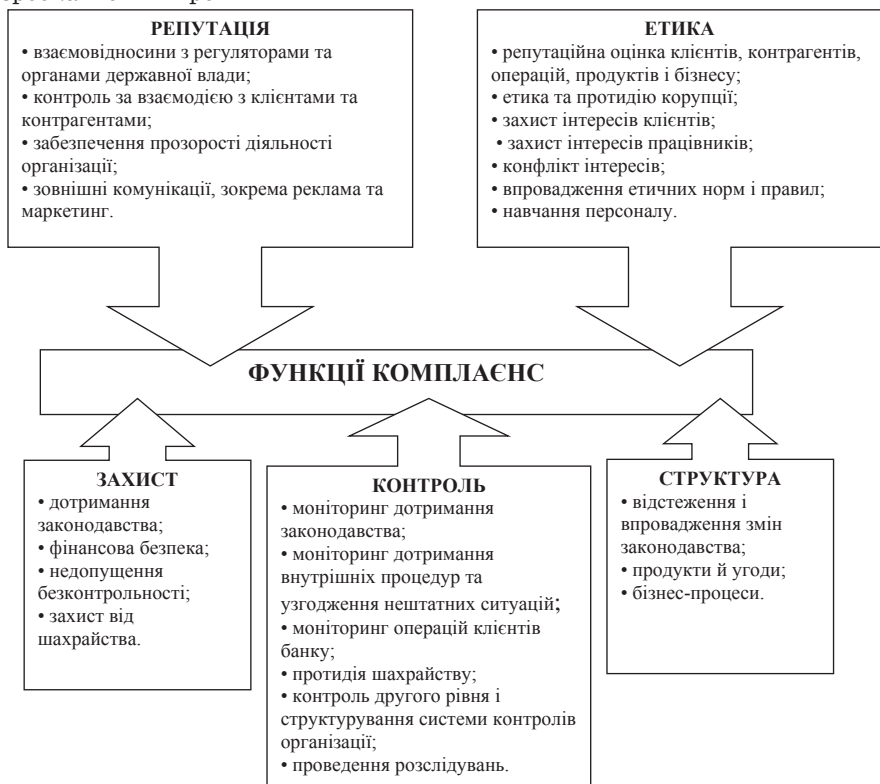 РЕПУТАЦІЯ
• взаємовідносини з регуляторами та
органами державної влади;
• контроль за взаємодією з клієнтами та
контрагентами;
• забезпечення прозорості діяльності
організації;
• зовнішні комунікації, зокрема реклама та
маркетинг.
ЕТИКА
• репутаційна оцінка клієнтів, контрагентів,
операцій, продуктів і бізнесу;
• етика та протидію корупції;
• захист інтересів клієнтів;
• захист інтересів працівників;
• конфлікт інтересів;
• впровадження етичних норм і правил;
• навчання персоналу.
ФУНКЦІЇ КОМПЛАЄНС
ЗАХИСТ
• дотримання
законодавства;
• фінансова безпека;
• недопущення
безконтрольності;
• захист від
шахрайства.
КОНТРОЛЬ
• моніторинг дотримання
законодавства;
• моніторинг дотримання
внутрішніх процедур та
узгодження нештатних ситуацій;
• моніторинг операцій клієнтів
банку;
• протидія шахрайству;
• контроль другого рівня і
структурування системи контролів
організації;
• проведення розслідувань.
СТРУКТУРА
• відстеження і
впровадження змін
законодавства;
• продукти й угоди;
• бізнес-процеси.